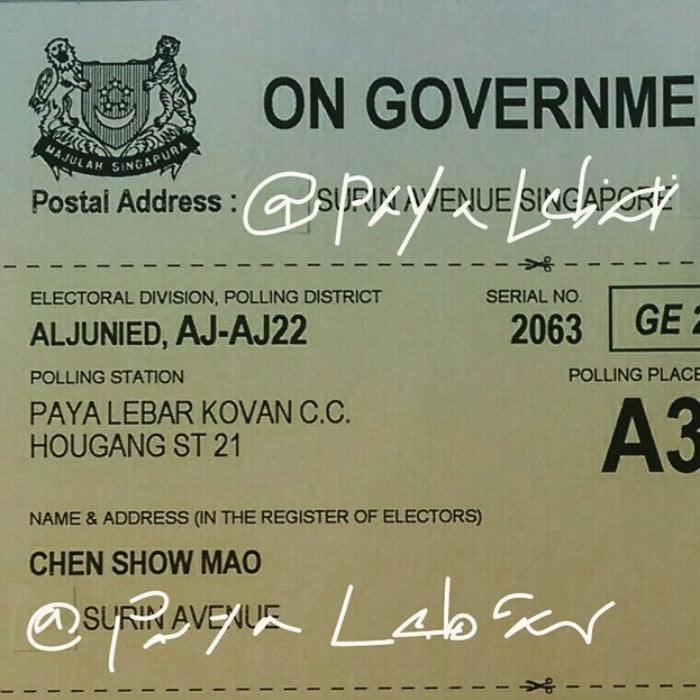 ON GOVERNME
MAJULAH SINGAPURA
Postal Address : SURIN AVENUE SINGAPORE
@Paya Lebar
ELECTORAL DIVISION, POLLING DISTRICT
SERIAL NO.
ALJUNIED, AJ-AJ22
2063
GE 2
POLLING STATION
POLLING PLACE
PAYA LEBAR KOVAN C.C.
A3
HOUGANG ST 21
NAME & ADDRESS (IN THE REGISTER OF ELECTORS)
CHEN SHOW MAO
SURIN AVENUE
@Paya Lebar